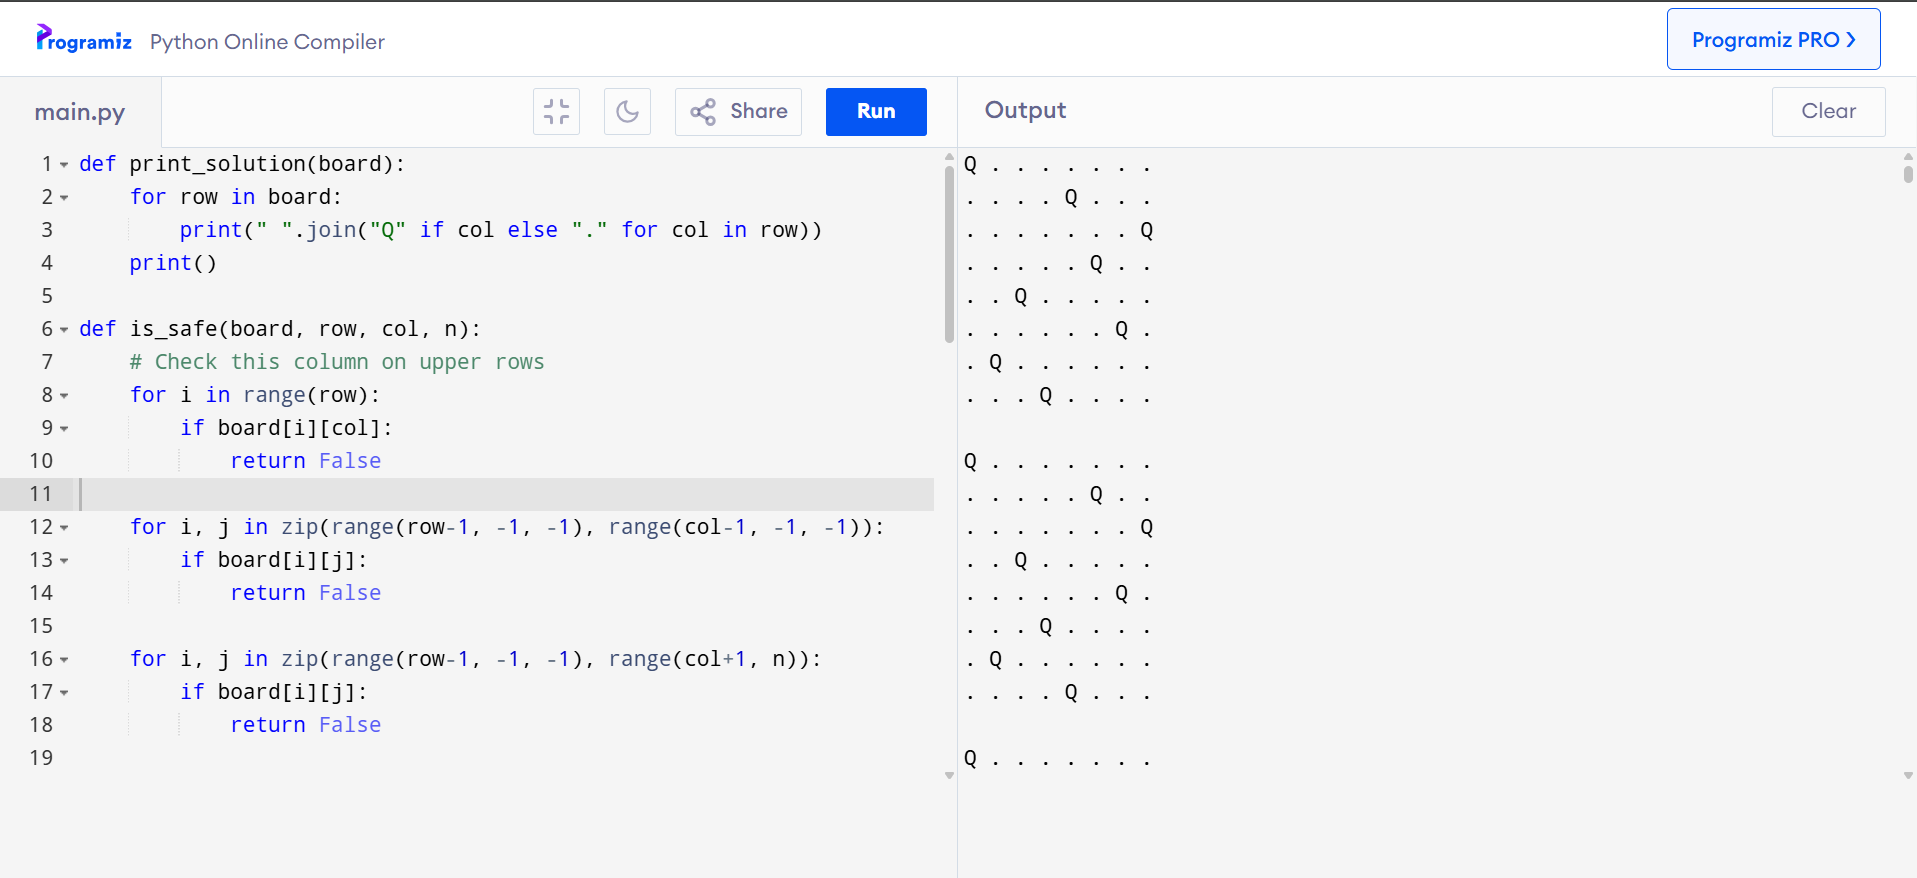 Programiz Python Online Compiler
Programiz PRO
main.py
Share
Run
Output
Clear
1 def print_solution(board):
2     for row in board:
3         print(" ".join("Q" if col else "." for col in row))
4     print()
5
6 def is_safe(board, row, col, n):
7     # Check this column on upper rows
8     for i in range(row):
9         if board[i][col]:
10             return False
11
12     for i, j in zip(range(row-1, -1, -1), range(col-1, -1, -1)):
13         if board[i][j]:
14             return False
15
16     for i, j in zip(range(row-1, -1, -1), range(col+1, n)):
17         if board[i][j]:
18             return False
19
Q . . . . . . .
. . . . Q . . .
. . . . . . . Q
. . . . . Q . .
. . Q . . . . .
. . . . . . Q .
. Q . . . . . .
. . . Q . . . .

Q . . . . . . .
. . . . . Q . .
. . . . . . . Q
. . Q . . . . .
. . . . . . Q .
. . . Q . . . .
. Q . . . . . .
. . . . Q . . .

Q . . . . . . .